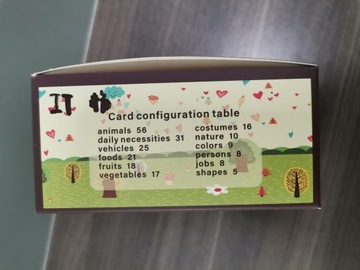 Card configuration table
animals 56
daily necessities 31
vehicles 25
foods 21
fruits 18
vegetables 17
costumes 16
nature 10
colors 9
persons 8
jobs 8
shapes 5